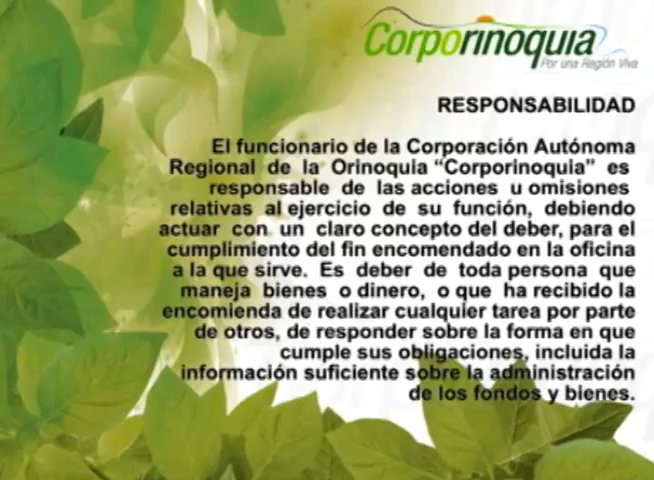 Corporinoquia
Por una Región Viva
RESPONSABILIDAD
El funcionario de la Corporación Autónoma
Regional de la Orinoquia “Corporinoquia” es
responsable de las acciones u omisiones
relativas al ejercicio de su función, debiendo
actuar con un claro concepto del deber, para el
cumplimiento del fin encomendado en la oficina
a la que sirve. Es deber de toda persona que
maneja bienes o dinero, o que ha recibido la
encomienda de realizar cualquier tarea por parte
de otros, de responder sobre la forma en que
cumple sus obligaciones, incluida la
información suficiente sobre la administración
de los fondos y bienes.